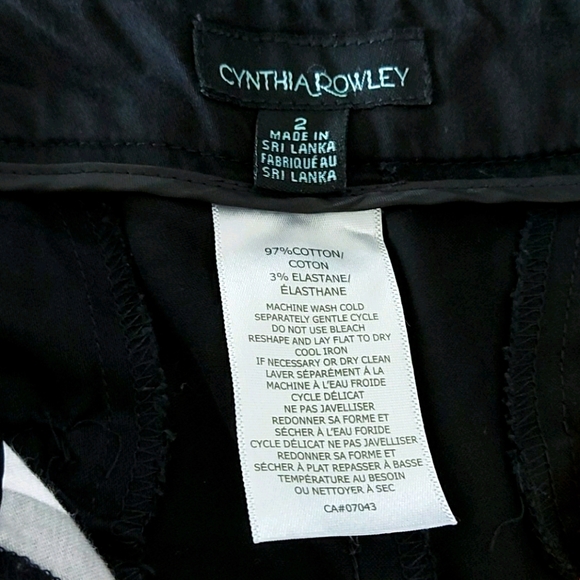 CYNTHIA ROWLEY
2
MADE IN
SRI LANKA
FABRIQUÉ AU
SRI LANKA
97%COTTON/
COTON
3% ELASTANE/
ÉLASTHANE
MACHINE WASH COLD
SEPARATELY GENTLE CYCLE
DO NOT USE BLEACH
RESHAPE AND LAY FLAT TO DRY
COOL IRON
IF NECESSARY OR DRY CLEAN
LAVER SÉPARÉMENT À LA
MACHINE À L'EAU FROIDE
CYCLE DÉLICAT
NE PAS JAVELLISER
REDONNER SA FORME ET
SÉCHER À L'EAU FORIDE
CYCLE DÉLICAT NE PAS JAVELLISER
REDONNER SA FORME ET
SÉCHER À PLAT REPASSER À BASSE
TEMPÉRATURE AU BESOIN
OU NETTOYER À SEC
CA#07043